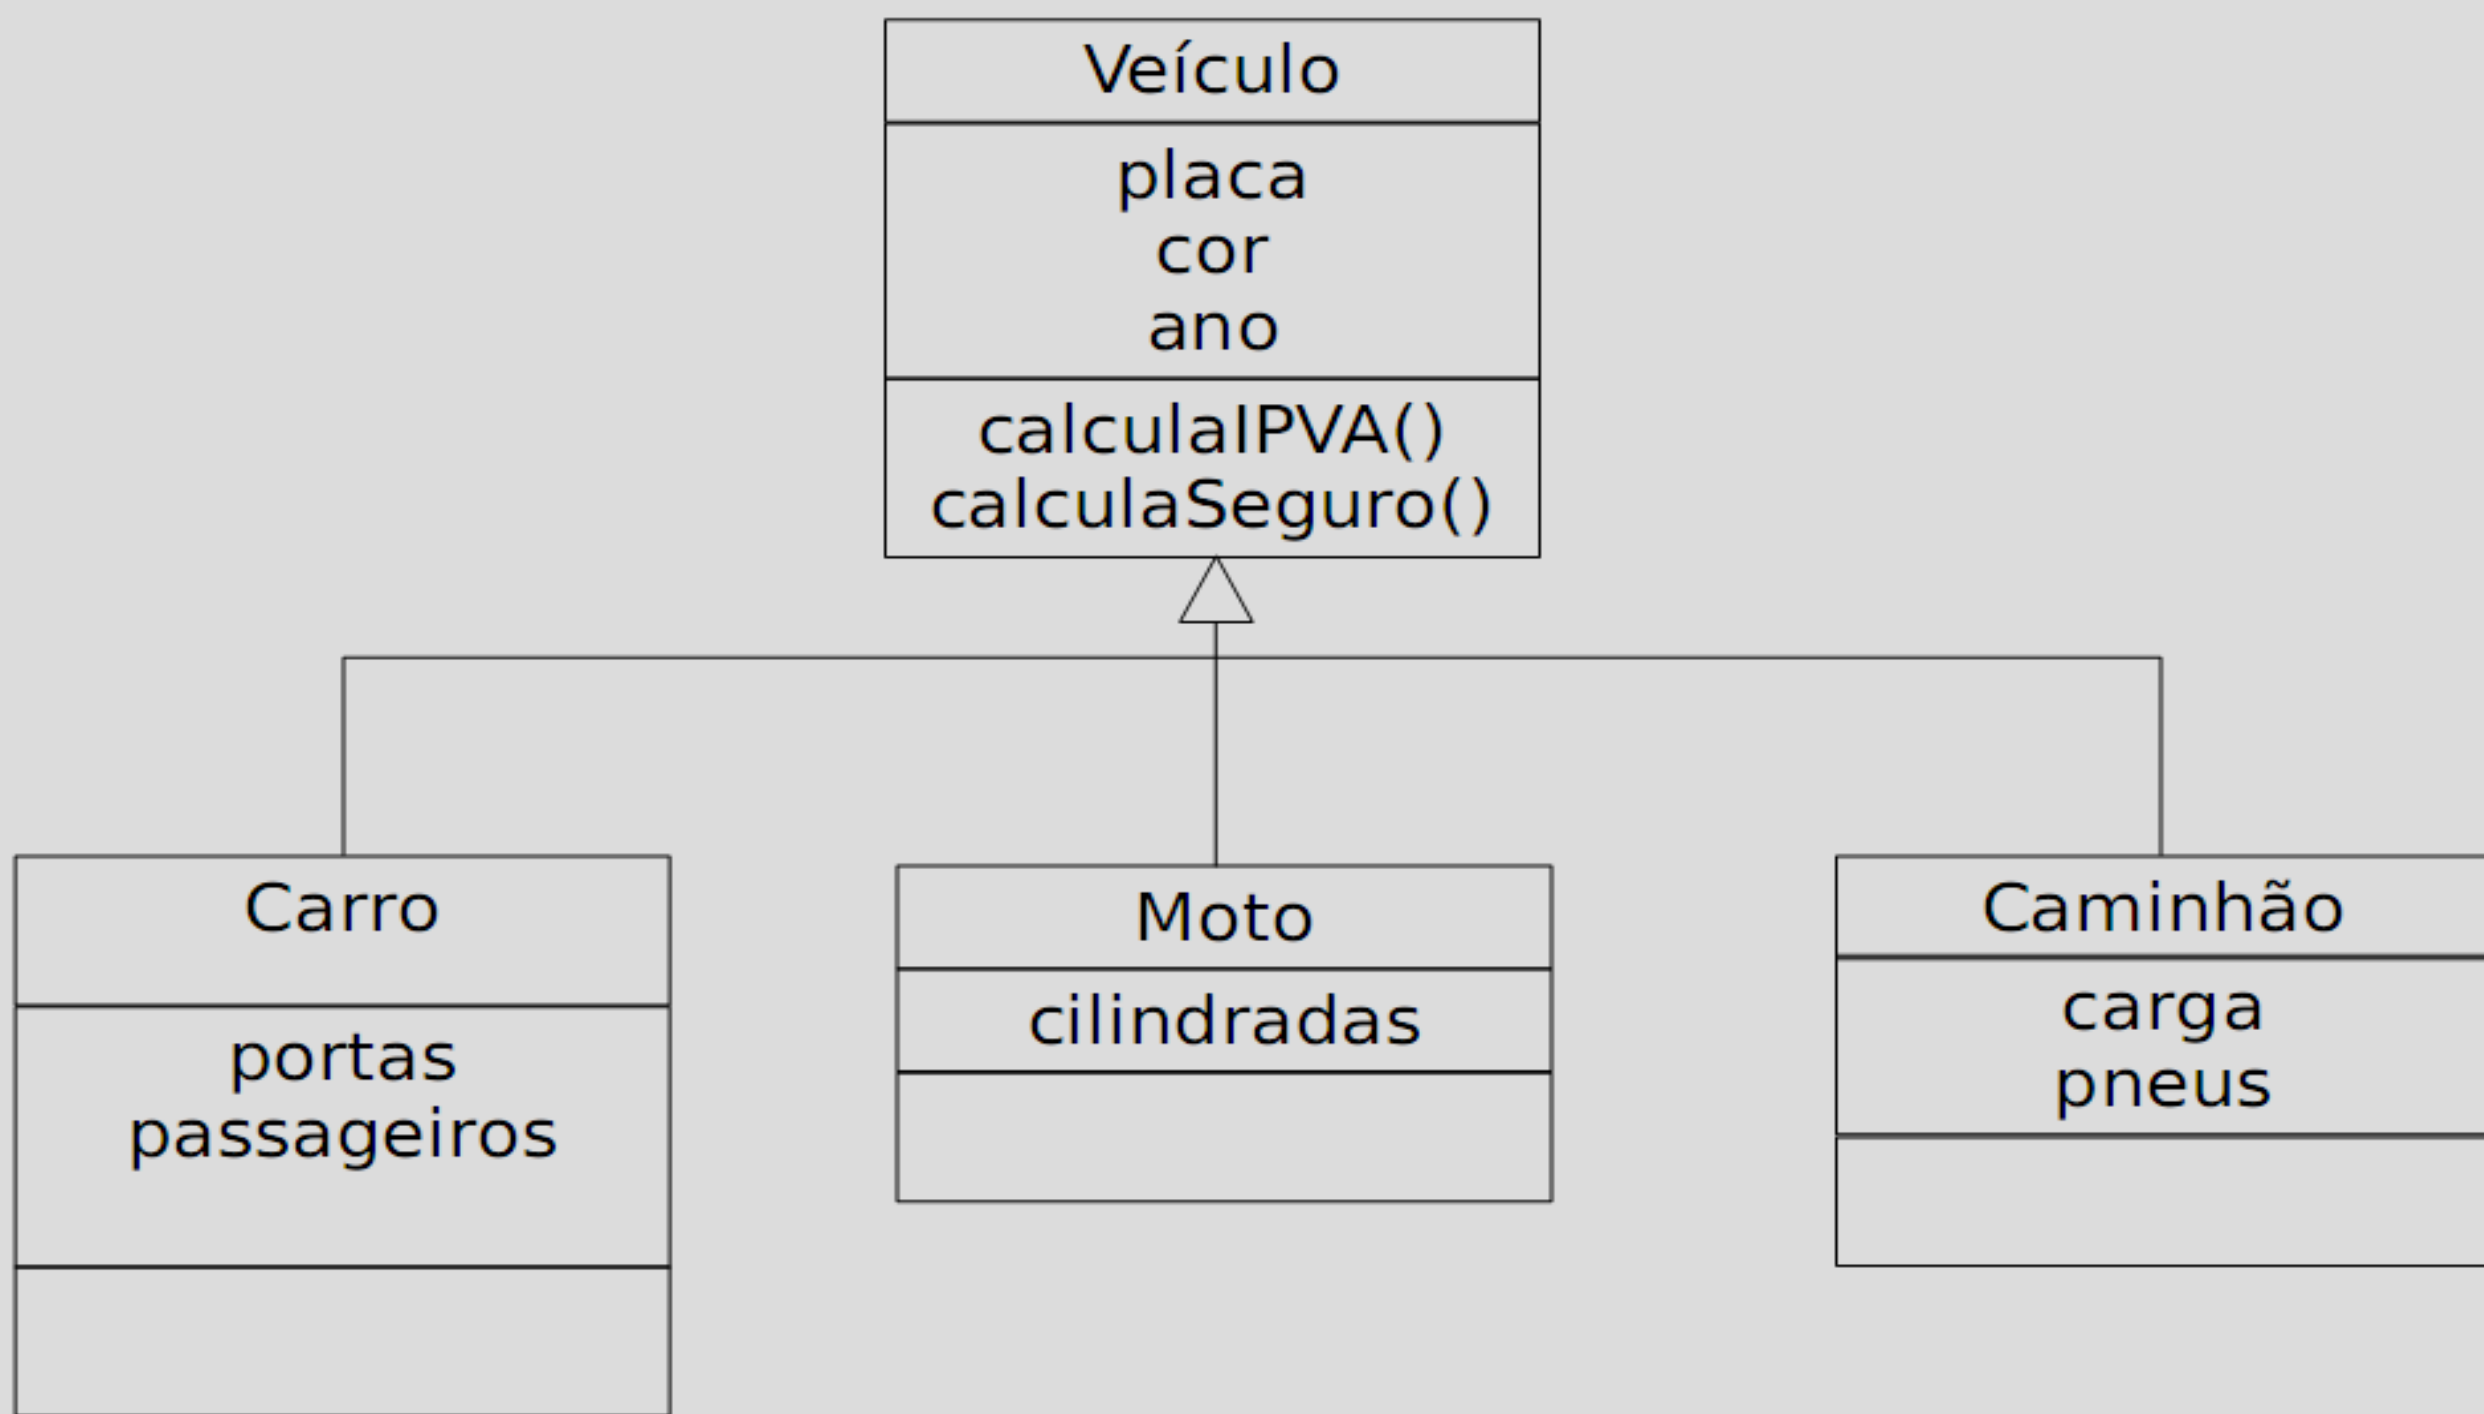 Veículo
placa
cor
ano
calculaIPVA()
calculaSeguro()
Carro
portas
passageiros
Moto
cilindradas
Caminhão
carga
pneus